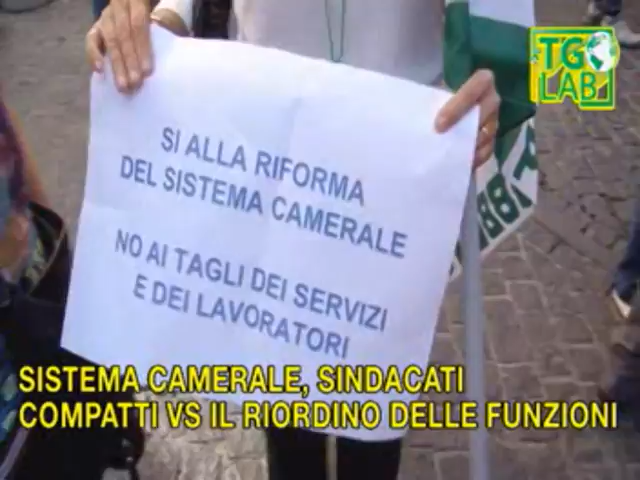 TG
LAB
SI ALLA RIFORMA
DEL SISTEMA CAMERALE
NO AI TAGLI DEI SERVIZI
E DEI LAVORATORI
SISTEMA CAMERALE, SINDACATI
COMPATTI VS IL RIORDINO DELLE FUNZIONI